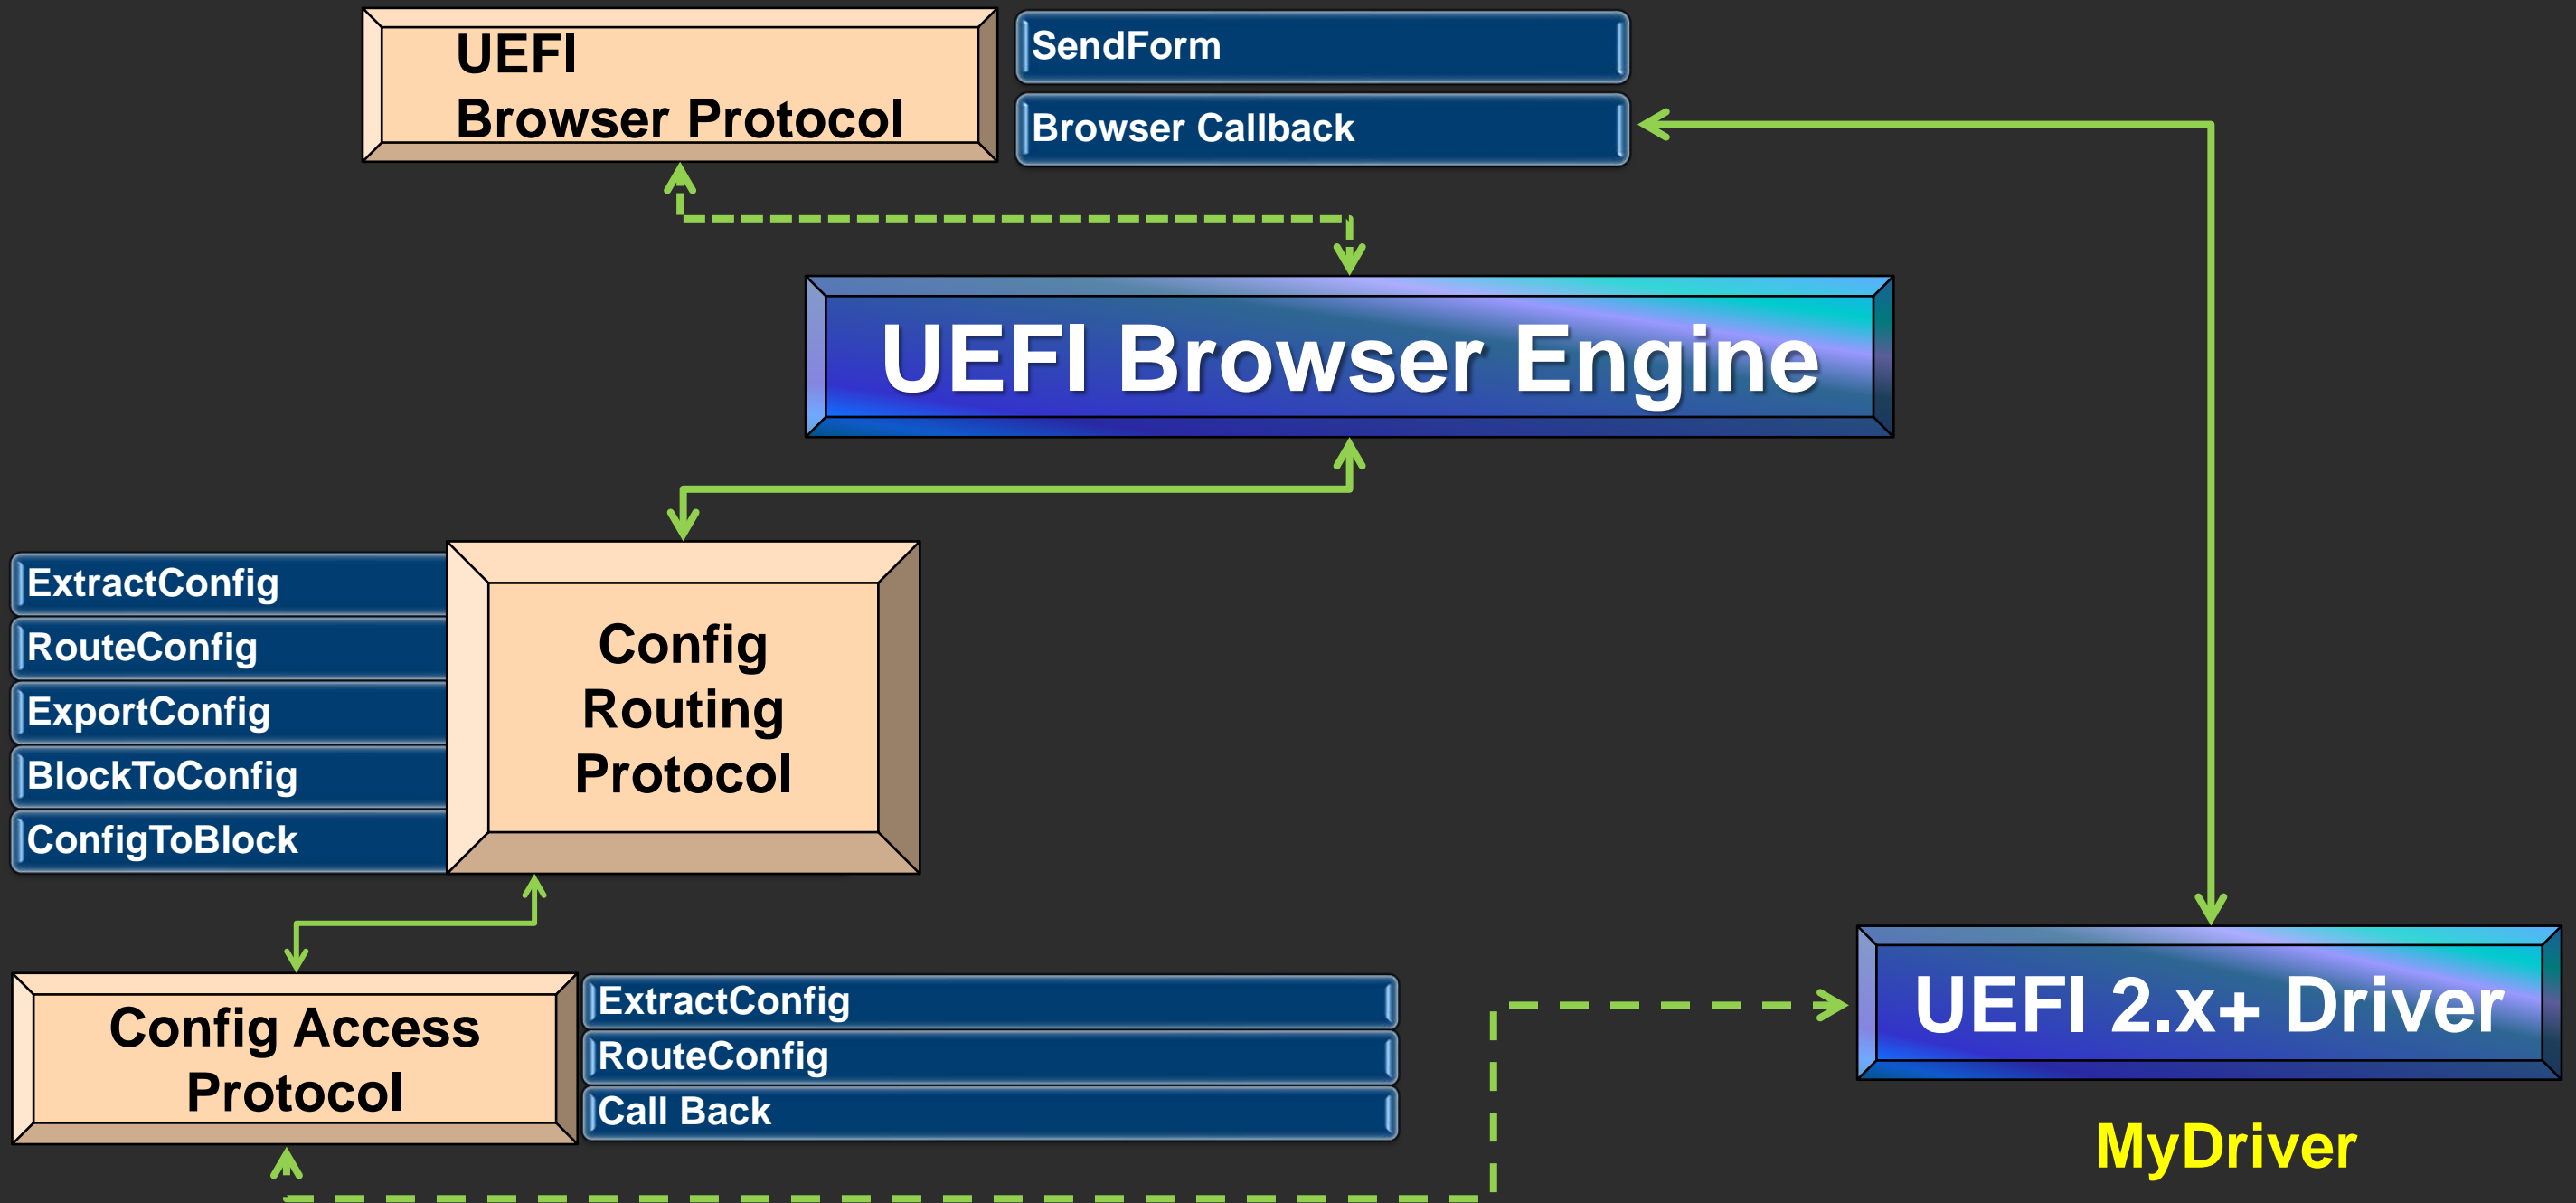 UEFI
Browser Protocol
SendForm
Browser Callback
UEFI Browser Engine
ExtractConfig
RouteConfig
ExportConfig
BlockToConfig
ConfigToBlock
Config
Routing
Protocol
Config Access
Protocol
ExtractConfig
RouteConfig
Call Back
UEFI 2.x+ Driver
MyDriver